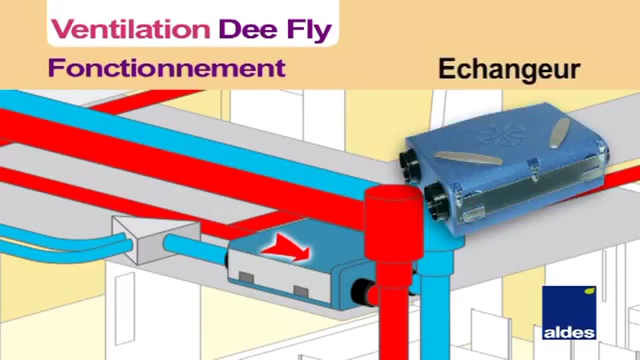 Ventilation Dee Fly
Fonctionnement
Echangeur
aldes